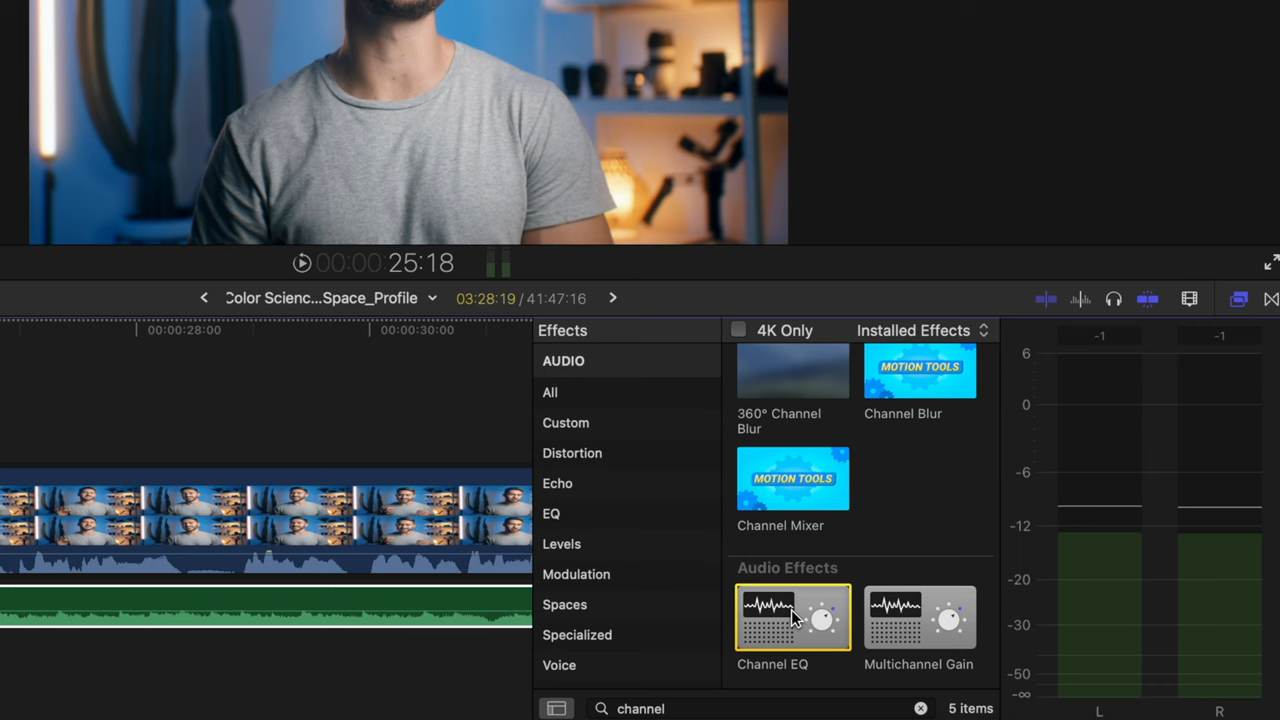 00:00:00:25:18
Color Scienc...Space_Profile
03:28:19 / 41:47:16
00:00:28:00
00:00:30:00
Effects
4K Only
Installed Effects
AUDIO
All
Custom
Distortion
Echo
EQ
Levels
Modulation
Spaces
Specialized
Voice
MOTION TOOLS
360° Channel
Blur
Channel Blur
MOTION TOOLS
Channel Mixer
Audio Effects
Channel EQ
Multichannel Gain
channel
5 items
-1
-1
6
0
-6
-12
-20
-30
-50
-∞
L
R